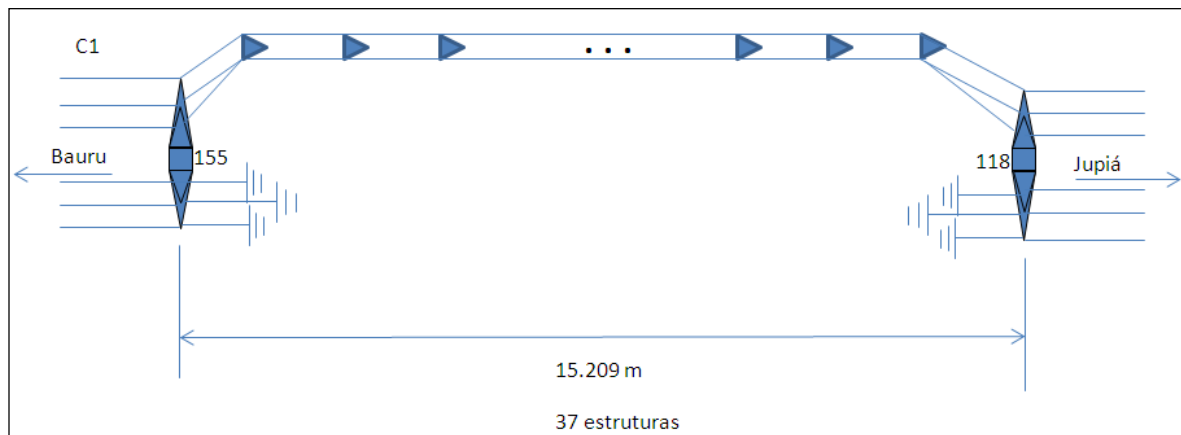 C1
. . .
Bauru
155
118
Jupiá
15.209 m
37 estruturas